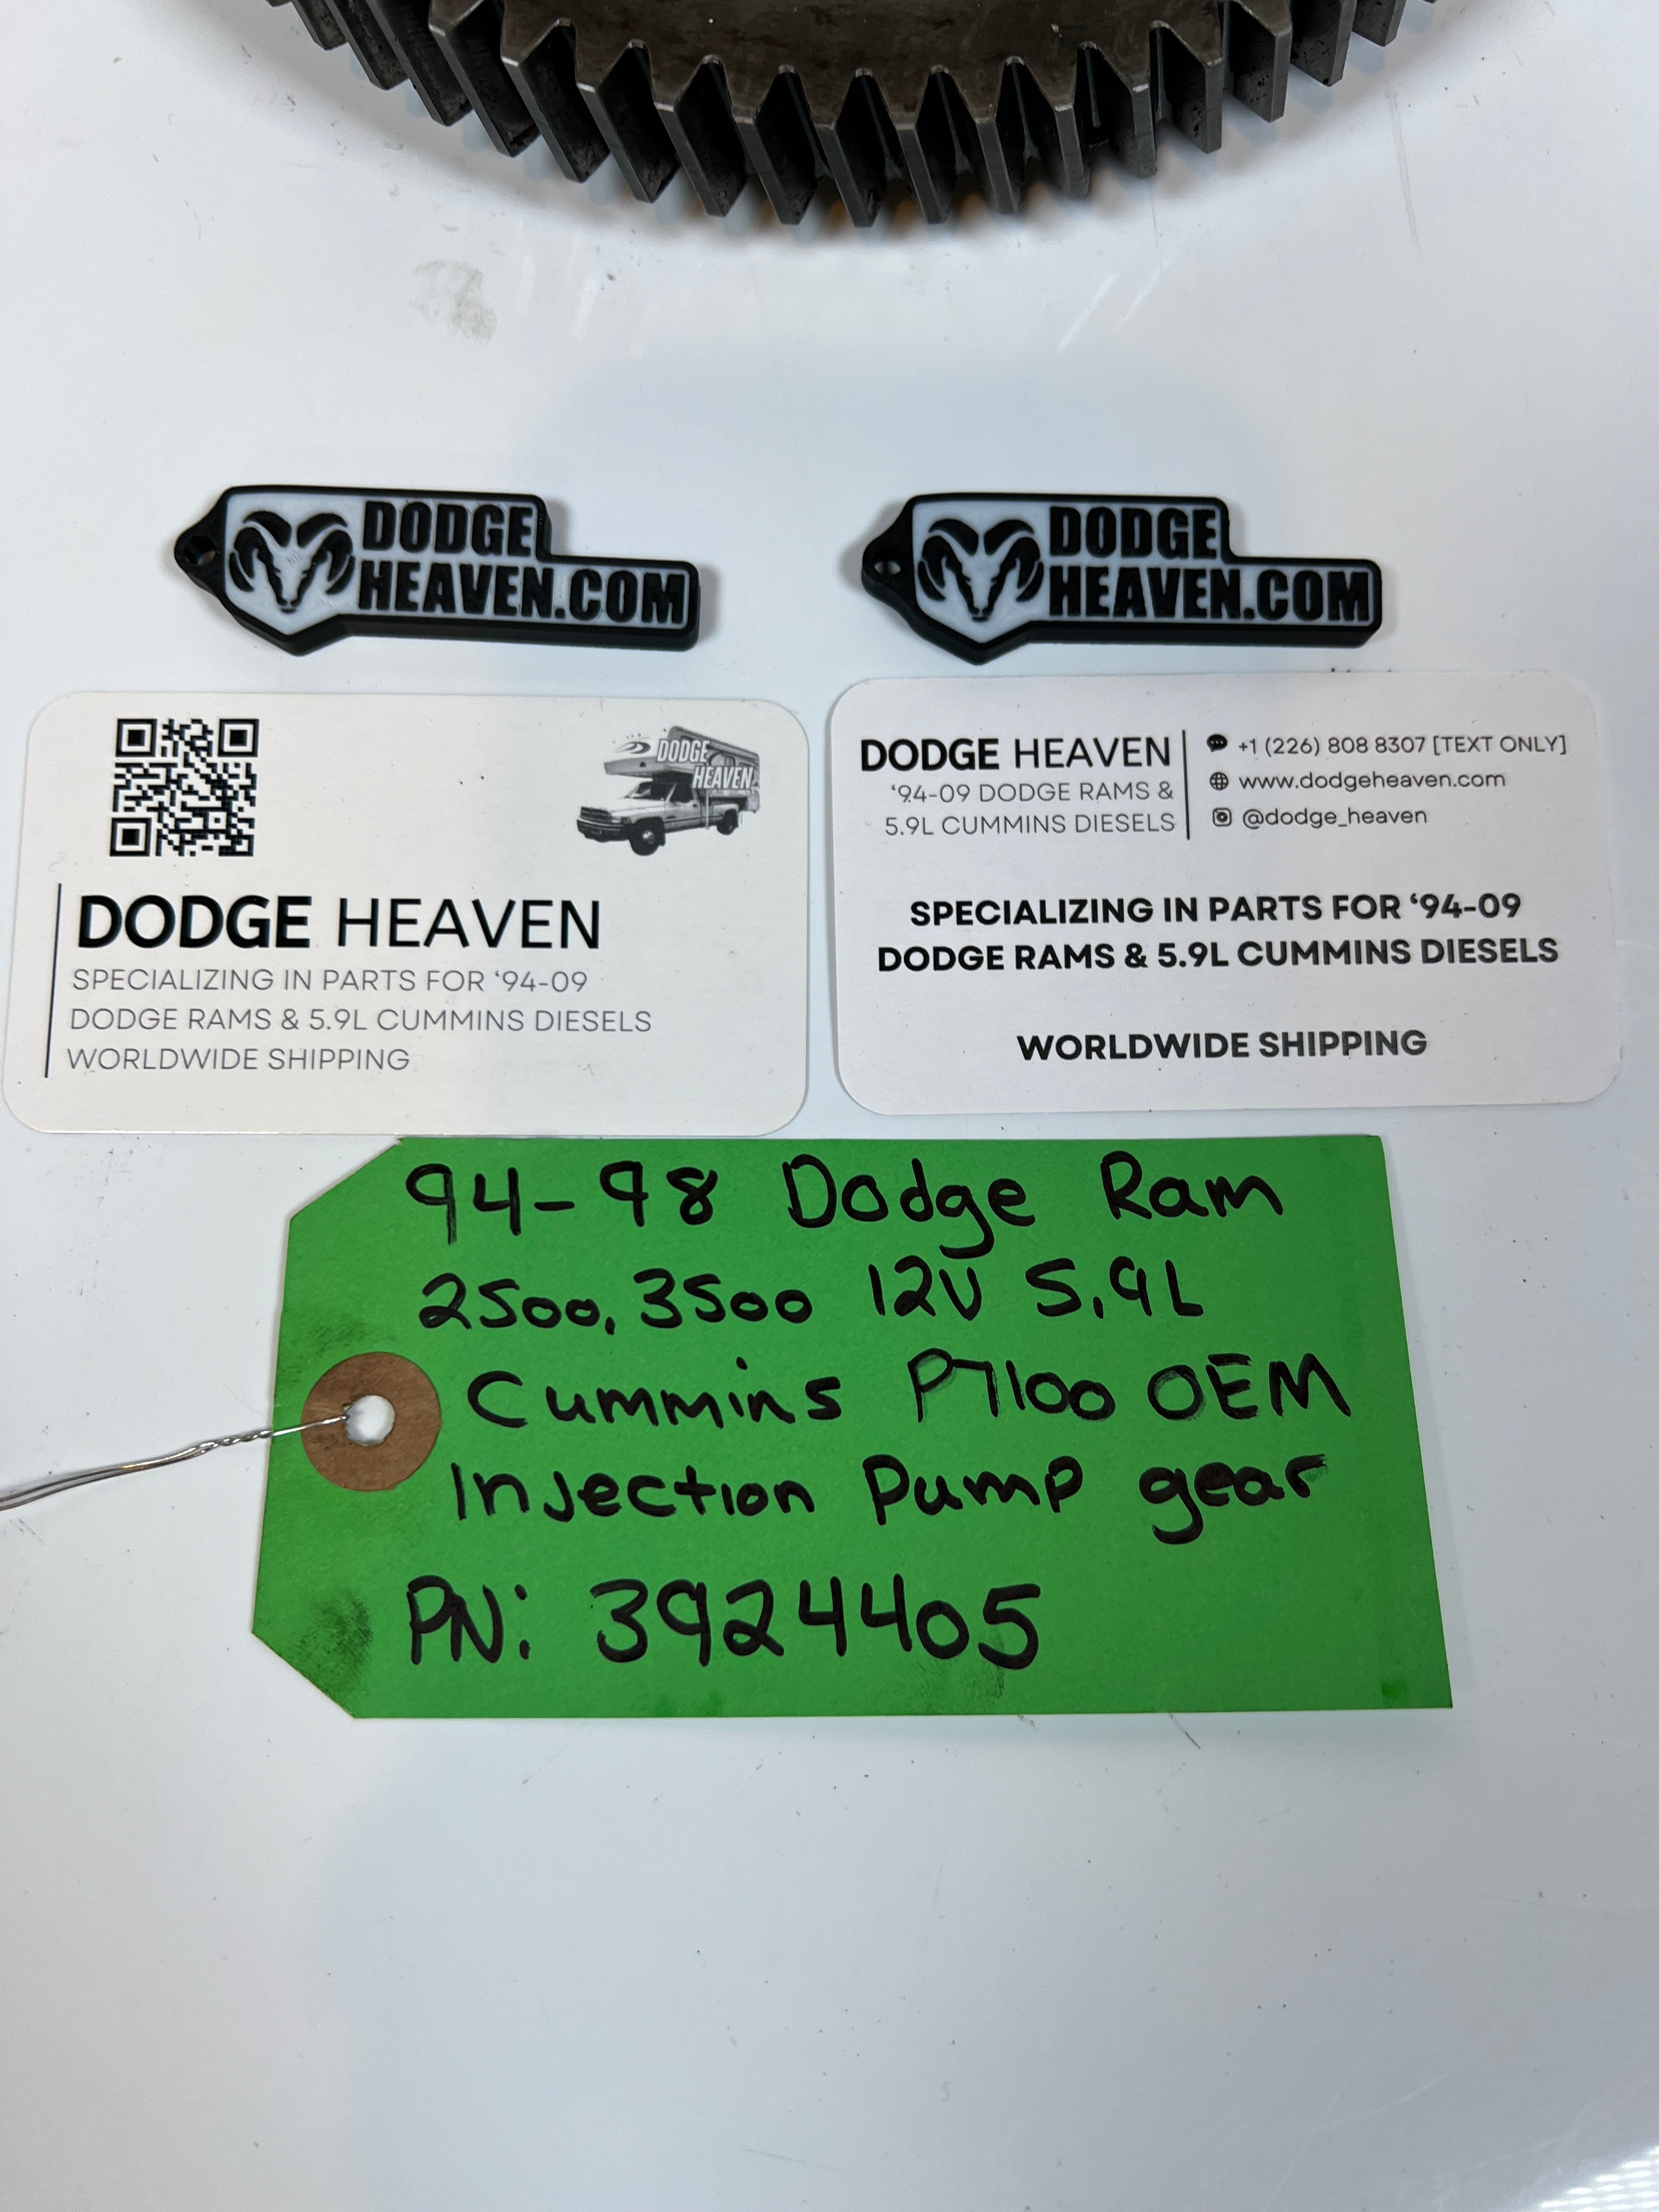 DODGE
HEAVEN.COM
DODGE
HEAVEN.COM
DODGE
HEAVEN
DODGE HEAVEN
SPECIALIZING IN PARTS FOR ‘94-09
DODGE RAMS & 5.9L CUMMINS DIESELS
WORLDWIDE SHIPPING
DODGE HEAVEN
‘94-09 DODGE RAMS &
5.9L CUMMINS DIESELS
+1 (226) 808 8307 [TEXT ONLY]
www.dodgeheaven.com
@dodge_heaven
SPECIALIZING IN PARTS FOR ‘94-09
DODGE RAMS & 5.9L CUMMINS DIESELS
WORLDWIDE SHIPPING
94-98 Dodge Ram
2500, 3500 12V 5.9L
Cummins P7100 OEM
Injection Pump gear
PN: 3924405